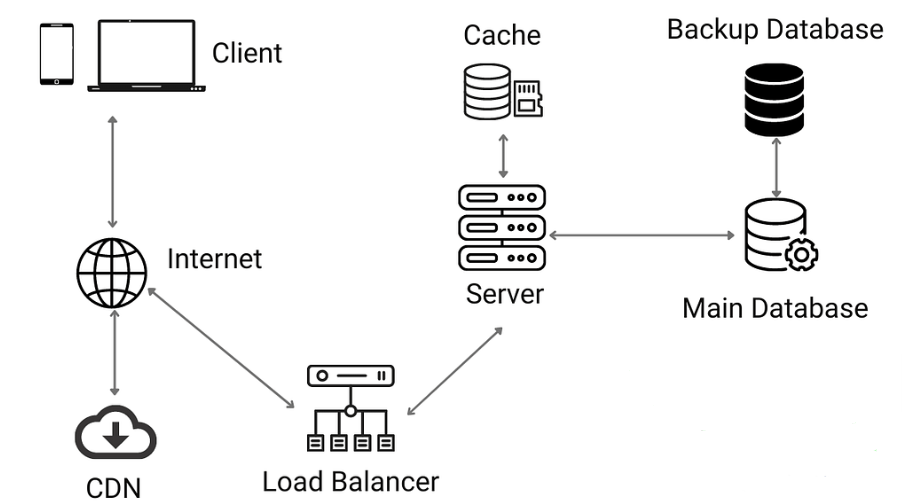 Client
Cache
Backup Database
Internet
Server
Main Database
CDN
Load Balancer